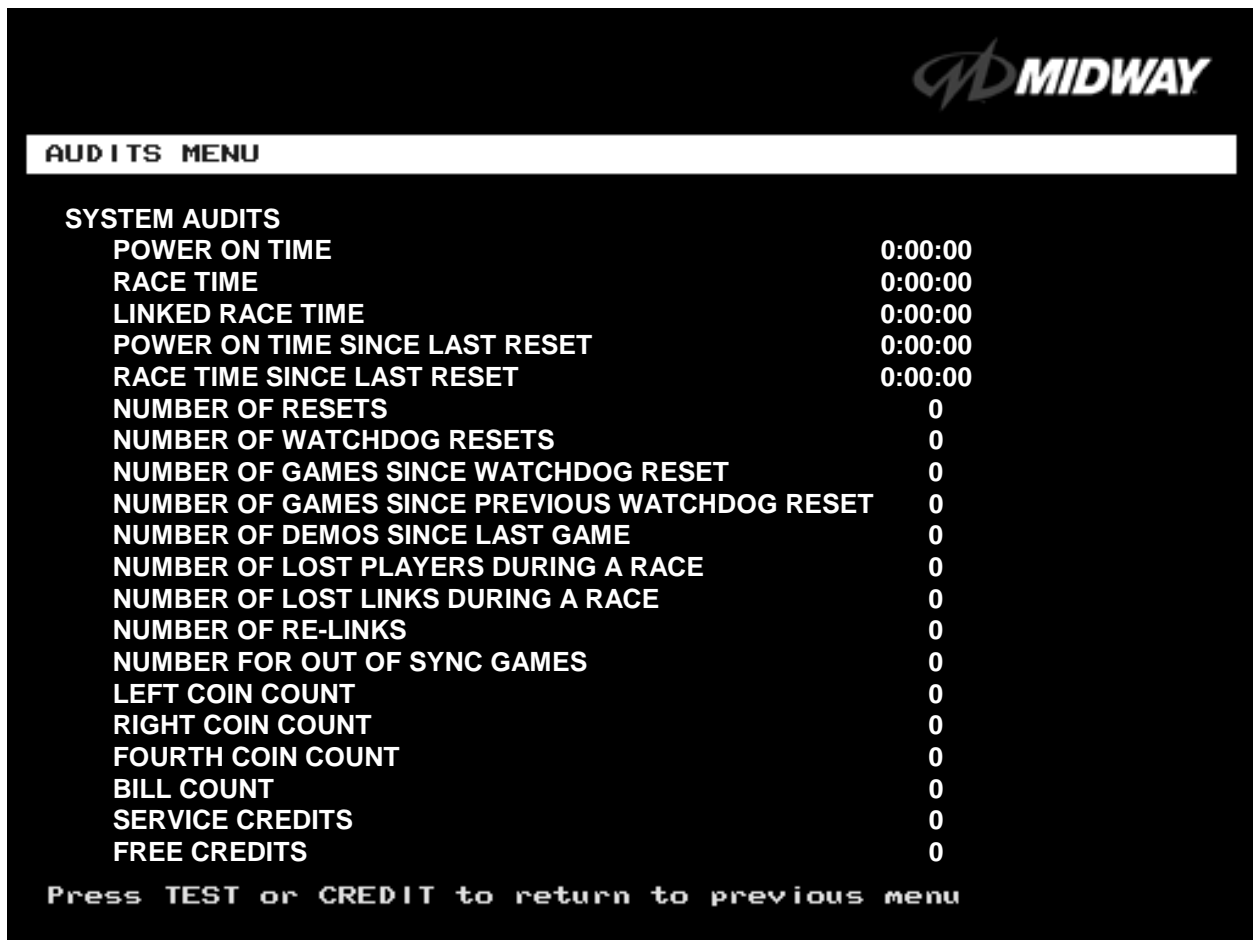 MIDWAY
AUDITS MENU
SYSTEM AUDITS
POWER ON TIME 0:00:00
RACE TIME 0:00:00
LINKED RACE TIME 0:00:00
POWER ON TIME SINCE LAST RESET 0:00:00
RACE TIME SINCE LAST RESET 0:00:00
NUMBER OF RESETS 0
NUMBER OF WATCHDOG RESETS 0
NUMBER OF GAMES SINCE WATCHDOG RESET 0
NUMBER OF GAMES SINCE PREVIOUS WATCHDOG RESET 0
NUMBER OF DEMOS SINCE LAST GAME 0
NUMBER OF LOST PLAYERS DURING A RACE 0
NUMBER OF LOST LINKS DURING A RACE 0
NUMBER OF RE-LINKS 0
NUMBER FOR OUT OF SYNC GAMES 0
LEFT COIN COUNT 0
RIGHT COIN COUNT 0
FOURTH COIN COUNT 0
BILL COUNT 0
SERVICE CREDITS 0
FREE CREDITS 0
Press TEST or CREDIT to return to previous menu